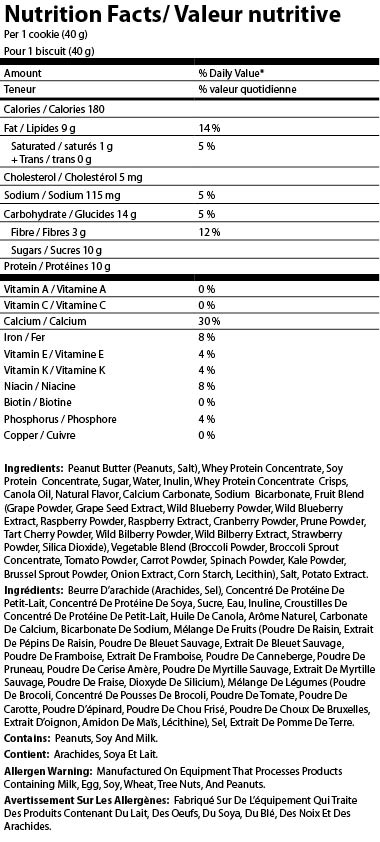 Nutrition Facts/ Valeur nutritive
Per 1 cookie (40 g)
Pour 1 biscuit (40 g)
Amount % Daily Value*
Teneur % valeur quotidienne
Calories / Calories 180
Fat / Lipides 9 g 14 %
Saturated / saturés 1 g 5 %
+ Trans / trans 0 g
Cholesterol / Cholestérol 5 mg
Sodium / Sodium 115 mg 5 %
Carbohydrate / Glucides 14 g 5 %
Fibre / Fibres 3 g 12 %
Sugars / Sucres 10 g
Protein / Protéines 10 g
Vitamin A / Vitamine A 0 %
Vitamin C / Vitamine C 0 %
Calcium / Calcium 30 %
Iron / Fer 8 %
Vitamin E / Vitamine E 4 %
Vitamin K / Vitamine K 4 %
Niacin / Niacine 8 %
Biotin / Biotine 0 %
Phosphorus / Phosphore 4 %
Copper / Cuivre 0 %
Ingredients: Peanut Butter (Peanuts, Salt), Whey Protein Concentrate, Soy
Protein Concentrate, Sugar, Water, Inulin, Whey Protein Concentrate Crisps,
Canola Oil, Natural Flavor, Calcium Carbonate, Sodium Bicarbonate, Fruit Blend
(Grape Powder, Grape Seed Extract, Wild Blueberry Powder, Wild Blueberry
Extract, Raspberry Powder, Raspberry Extract, Cranberry Powder, Prune Powder,
Tart Cherry Powder, Wild Bilberry Powder, Wild Bilberry Extract, Strawberry
Powder, Silica Dioxide), Vegetable Blend (Broccoli Powder, Broccoli Sprout
Concentrate, Tomato Powder, Carrot Powder, Spinach Powder, Kale Powder,
Brussel Sprout Powder, Onion Extract, Corn Starch, Lecithin), Salt, Potato Extract.
Ingrédients: Beurre D'arachide (Arachides, Sel), Concentré De Protéine De
Petit-Lait, Concentré De Protéine De Soya, Sucre, Eau, Inuline, Croustilles De
Concentré De Protéine De Petit-Lait, Huile De Canola, Arôme Naturel, Carbonate
De Calcium, Bicarbonate De Sodium, Mélange De Fruits (Poudre De Raisin, Extrait
De Pépins De Raisin, Poudre De Bleuet Sauvage, Extrait De Bleuet Sauvage,
Poudre De Framboise, Extrait De Framboise, Poudre De Canneberge, Poudre De
Pruneau, Poudre De Cerise Amère, Poudre De Myrtille Sauvage, Extrait De Myrtille
Sauvage, Poudre De Fraise, Dioxyde De Silicium), Mélange De Légumes (Poudre
De Brocoli, Concentré De Pousses De Brocoli, Poudre De Tomate, Poudre De
Carotte, Poudre D'épinard, Poudre De Chou Frisé, Poudre De Choux De Bruxelles,
Extrait D'oignon, Amidon De Maïs, Lécithine), Sel, Extrait De Pomme De Terre.
Contains: Peanuts, Soy And Milk.
Contient: Arachides, Soya Et Lait.
Allergen Warning: Manufactured On Equipment That Processes Products
Containing Milk, Egg, Soy, Wheat, Tree Nuts, And Peanuts.
Avertissement Sur Les Allergènes: Fabriqué Sur De L'équipement Qui Traite
Des Produits Contenant Du Lait, Des Oeufs, Du Soya, Du Blé, Des Noix Et Des
Arachides.